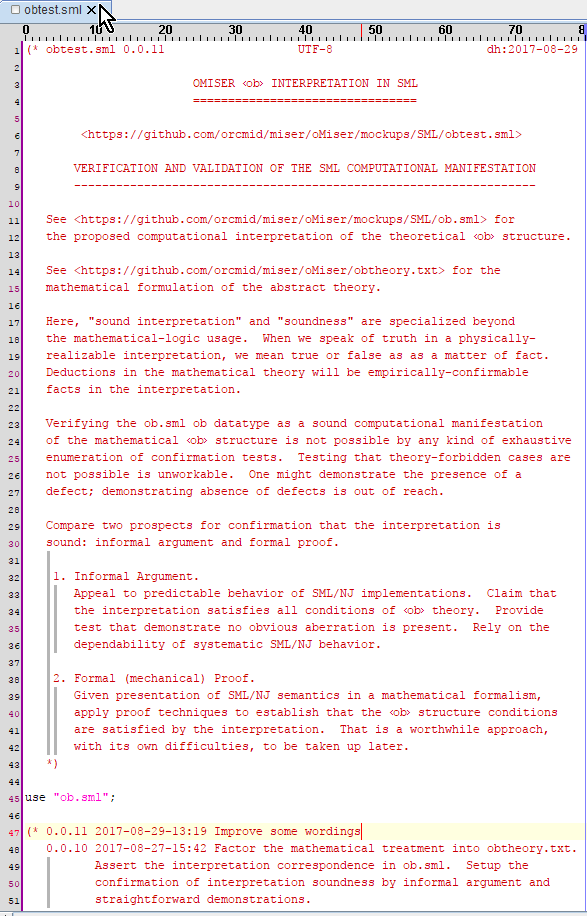 obtest.sml ×
0 10 20 30 40 50 60 70 8
1 (* obtest.sml 0.0.11 UTF-8 dh:2017-08-29
2
3 OMISER ‹ob› INTERPRETATION IN SML
4 ================================
5
6 <https://github.com/orcmid/miser/oMiser/mockups/SML/obtest.sml>
7
8 VERIFICATION AND VALIDATION OF THE SML COMPUTATIONAL MANIFESTATION
9 ------------------------------------------------------------------
10
11 See <https://github.com/orcmid/miser/oMiser/mockups/SML/ob.sml> for
12 the proposed computational interpretation of the theoretical ‹ob› structure.
13
14 See <https://github.com/orcmid/miser/oMiser/obtheory.txt> for the
15 mathematical formulation of the abstract theory.
16
17 Here, "sound interpretation" and "soundness" are specialized beyond
18 the mathematical-logic usage. When we speak of truth in a physically-
19 realizable interpretation, we mean true or false as as a matter of fact.
20 Deductions in the mathematical theory will be empirically-confirmable
21 facts in the interpretation.
22
23 Verifying the ob.sml ob datatype as a sound computational manifestation
24 of the mathematical ‹ob› structure is not possible by any kind of exhaustive
25 enumeration of confirmation tests. Testing that theory-forbidden cases are
26 not possible is unworkable. One might demonstrate the presence of a
27 defect; demonstrating absence of defects is out of reach.
28
29 Compare two prospects for confirmation that the interpretation is
30 sound: informal argument and formal proof.
31
32 1. Informal Argument.
33 Appeal to predictable behavior of SML/NJ implementations. Claim that
34 the interpretation satisfies all conditions of ‹ob› theory. Provide
35 test that demonstrate no obvious aberration is present. Rely on the
36 dependability of systematic SML/NJ behavior.
37
38 2. Formal (mechanical) Proof.
39 Given presentation of SML/NJ semantics in a mathematical formalism,
40 apply proof techniques to establish that the ‹ob› structure conditions
41 are satisfied by the interpretation. That is a worthwhile approach,
42 with its own difficulties, to be taken up later.
43 *)
44
45 use "ob.sml";
46
47 (* 0.0.11 2017-08-29-13:19 Improve some wordings
48 0.0.10 2017-08-27-15:42 Factor the mathematical treatment into obtheory.txt.
49 Assert the interpretation correspondence in ob.sml. Setup the
50 confirmation of interpretation soundness by informal argument and
51 straightforward demonstrations.